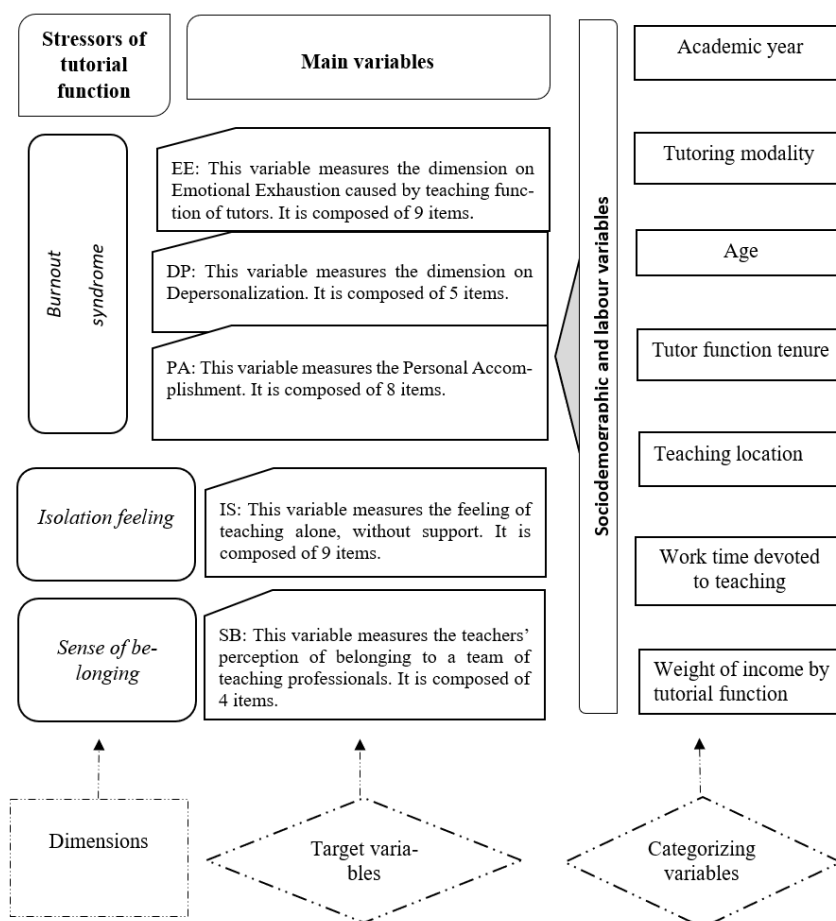 Stressors of
tutorial
function
Main variables
Burnout
syndrome
EE: This variable measures the dimension on
Emotional Exhaustion caused by teaching func-
tion of tutors. It is composed of 9 items.
DP: This variable measures the dimension on
Depersonalization. It is composed of 5 items.
PA: This variable measures the Personal Accom-
plishment. It is composed of 8 items.
Isolation feeling
IS: This variable measures the feeling of
teaching alone, without support. It is
composed of 9 items.
Sense of be-
longing
SB: This variable measures the teachers’
perception of belonging to a team of
teaching professionals. It is composed of
4 items.
Sociodemographic and labour variables
Academic year
Tutoring modality
Age
Tutor function tenure
Teaching location
Work time devoted
to teaching
Weight of income by
tutorial function
Dimensions
Target varia-
bles
Categorizing
variables